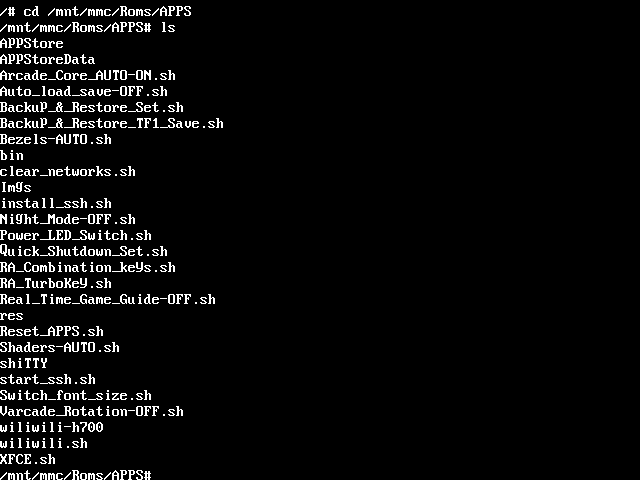 /# cd /mnt/mmc/Roms/APPS
/mnt/mmc/Roms/APPS# ls
APPStore
APPStoreData
Arcade_Core_AUTO-ON.sh
Auto_load_save-OFF.sh
BackuP_&_Restore_Set.sh
BackuP_&_Restore_TF1_Save.sh
Bezels-AUTO.sh
bin
clear_networks.sh
Imgs
install_ssh.sh
Night_Mode-OFF.sh
Power_LED_Switch.sh
Quick_Shutdown_Set.sh
RA_Combination_keys.sh
RA_TurboKey.sh
Real_Time_Game_Guide-OFF.sh
res
Reset_APPS.sh
Shaders-AUTO.sh
shiTTY
start_ssh.sh
Switch_font_size.sh
Varcade_Rotation-OFF.sh
wiliwili-h700
wiliwili.sh
XFCE.sh
/mnt/mmc/Roms/APPS#